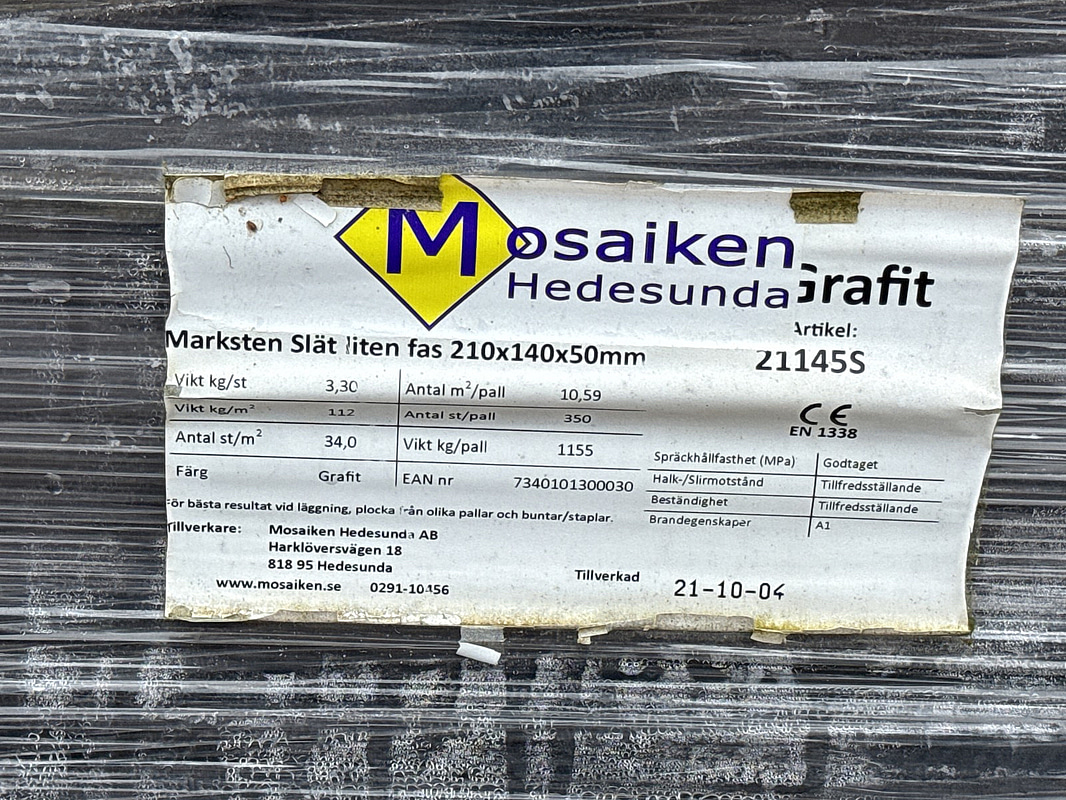 Mosaiken
Hedesunda
Grafit
Artikel:
21145S
Marksten Slät liten fas 210x140x50mm
Vikt kg/st 3,30 Antal m²/pall 10,59
Vikt kg/m² 112 Antal st/pall 350
Antal st/m² 34,0 Vikt kg/pall 1155
Färg Grafit EAN nr 7340101300030
CE
EN 1338
Spräckhållfasthet (MPa) Godtaget
Halk-/Slirmotstånd Tillfredsställande
Beständighet Tillfredsställande
Brandegenskaper A1
För bästa resultat vid läggning, plocka från olika pallar och buntar/staplar.
Tillverkare: Mosaiken Hedesunda AB
Harklöversvägen 18
818 95 Hedesunda
www.mosaiken.se 0291-10456
Tillverkad 21-10-04